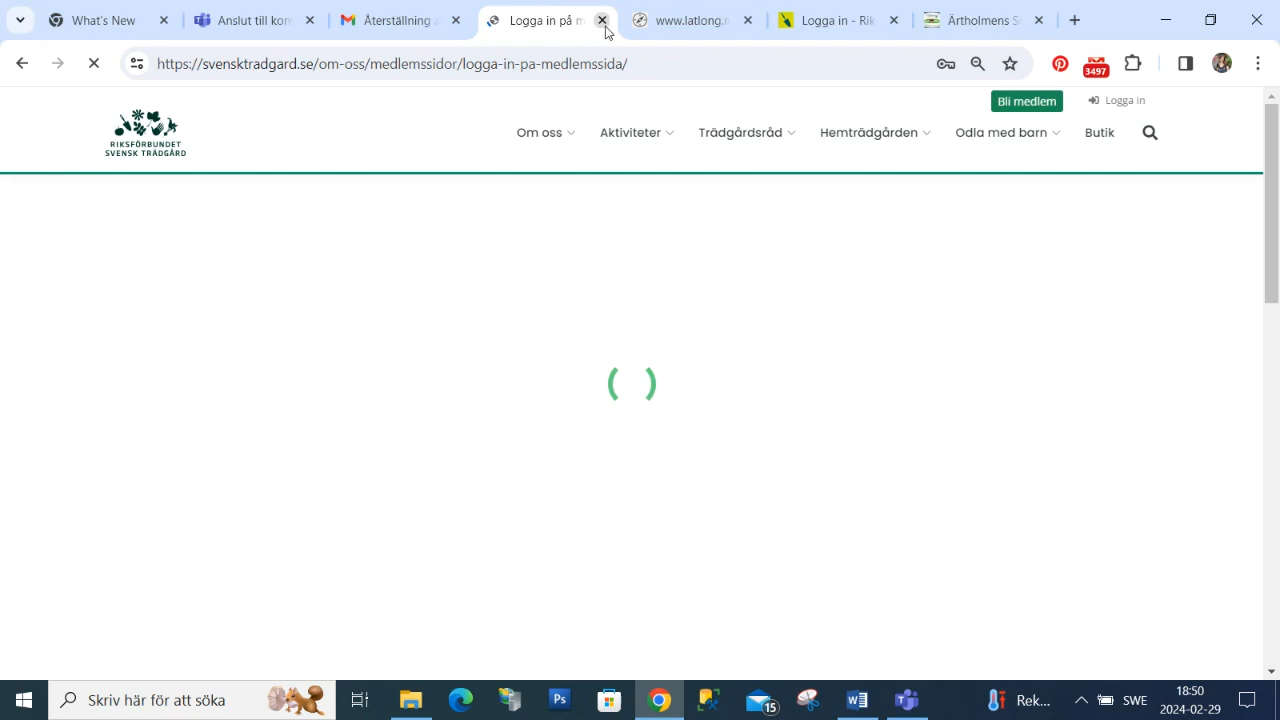 What's New
Anslut till kon
Återställning a
Logga in på m
www.latlong.n
Logga in - Rik
Ärtholmens S
https://svensktradgard.se/om-oss/medlemssidor/logga-in-pa-medlemssida/
3497
Bli medlem
Logga in
RIKSFÖRBUNDET
SVENSK TRÄDGÅRD
Om oss
Aktiviteter
Trädgårdsråd
Hemträdgården
Odla med barn
Butik
Skriv här för att söka
Ps
15
Rek...
SWE
18:50
2024-02-29